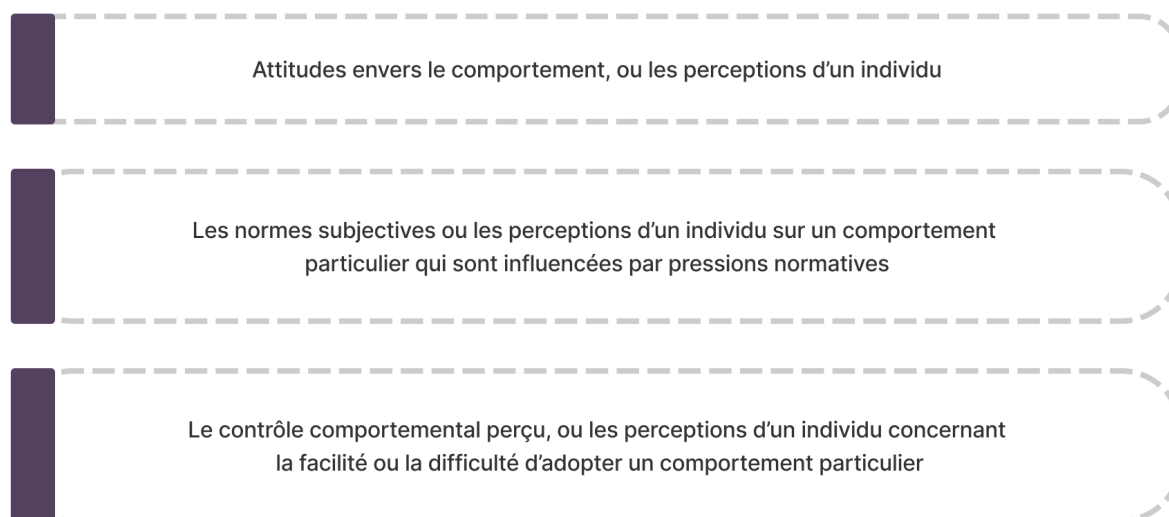 Attitudes envers le comportement, ou les perceptions d’un individu
Les normes subjectives ou les perceptions d’un individu sur un comportement
particulier qui sont influencées par pressions normatives
Le contrôle comportemental perçu, ou les perceptions d’un individu concernant
la facilité ou la difficulté d’adopter un comportement particulier